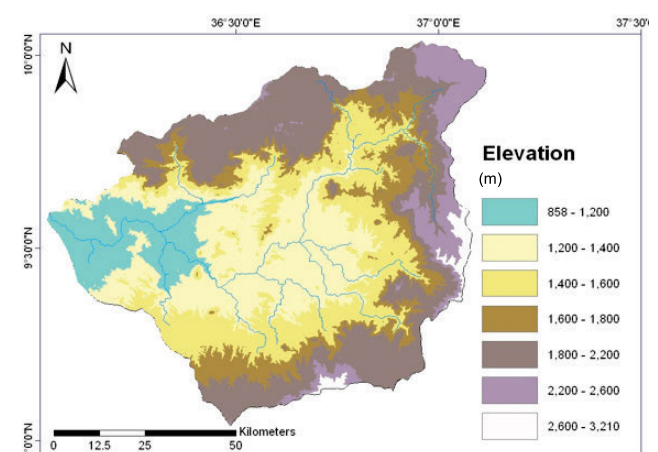 36°30'0"E 37°0'0"E 37°30
10°0'0"N
N
Elevation
(m)
858 - 1,200
1,200 - 1,400
9°30'0"N
1,400 - 1,600
1,600 - 1,800
1,800 - 2,200
2,200 - 2,600
2,600 - 3,210
°0'0"N
Kilometers
0 12.5 25 50